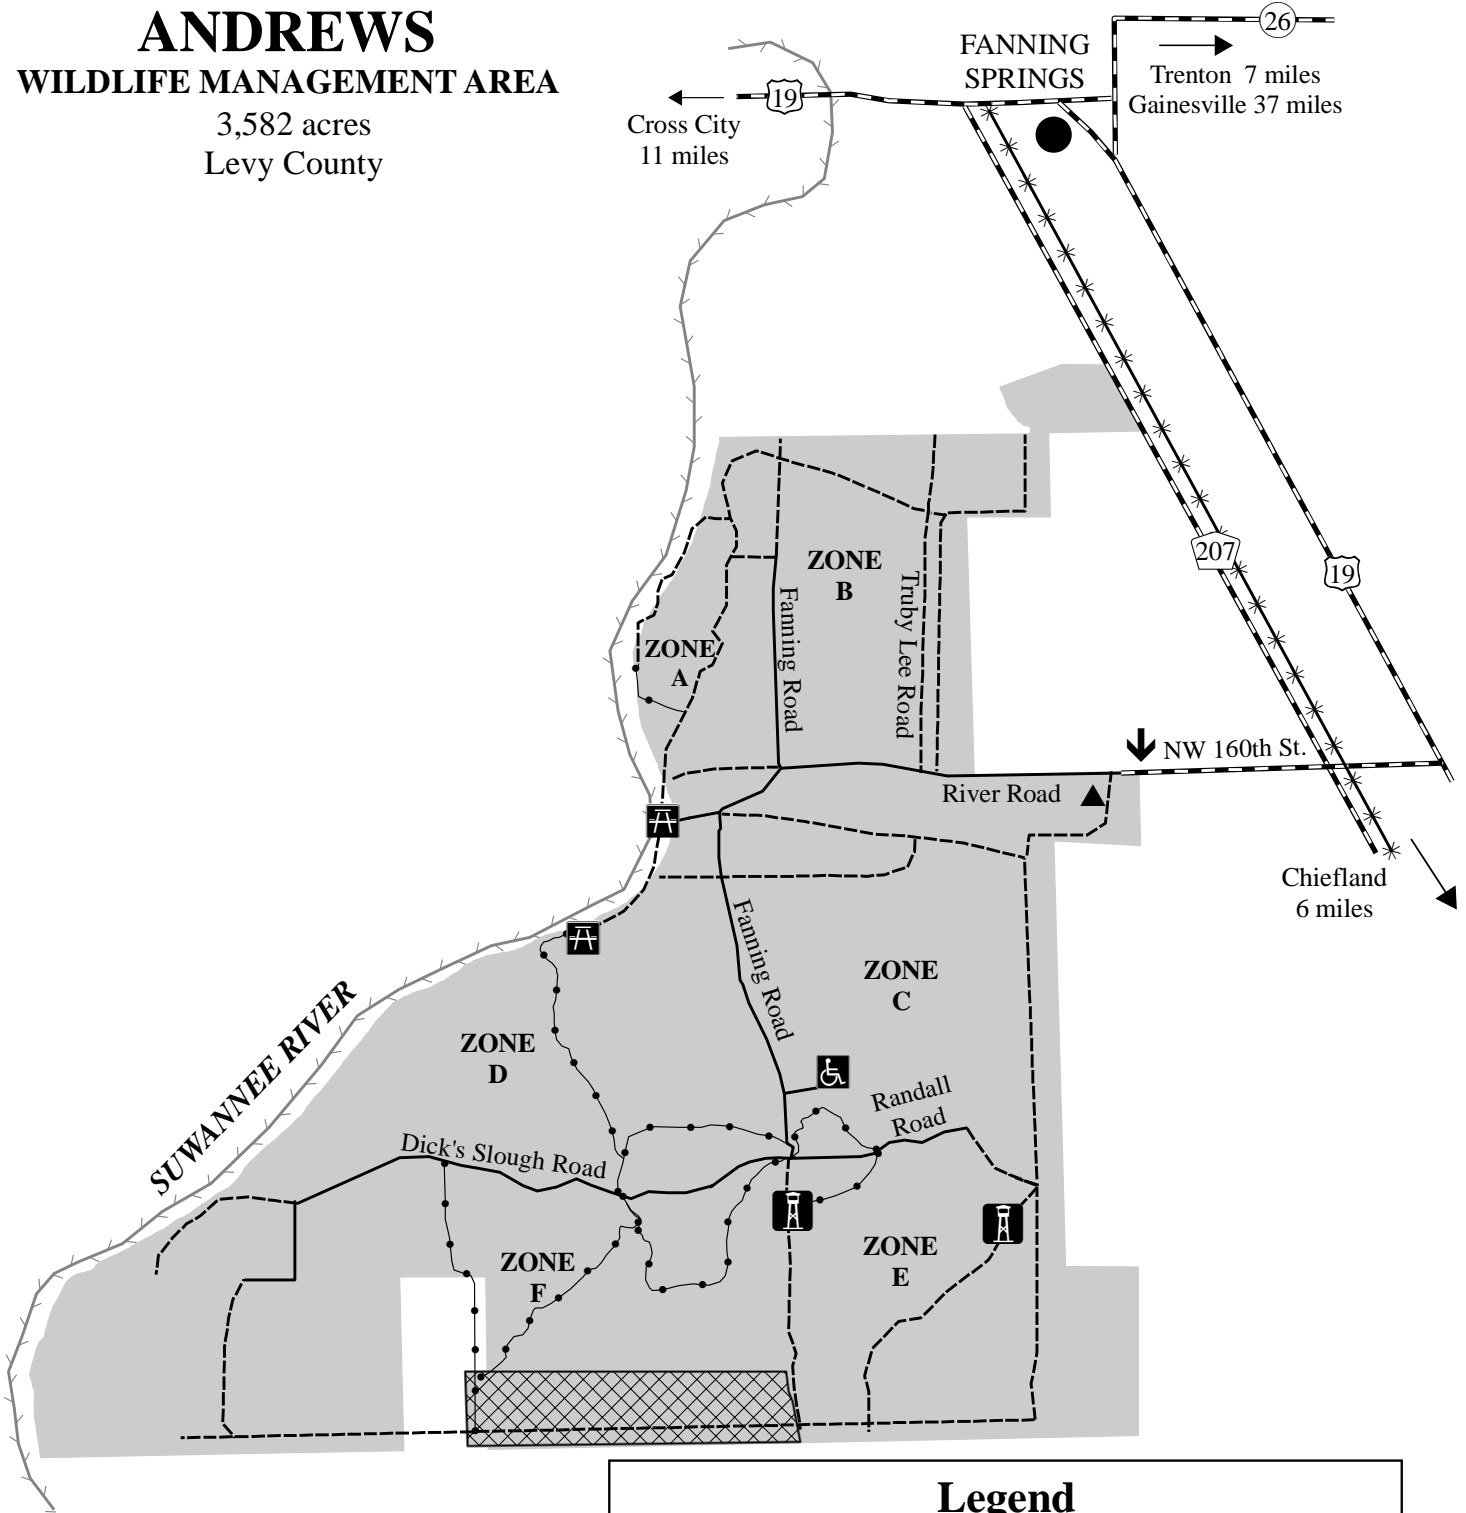 ANDREWS
WILDLIFE MANAGEMENT AREA
3,582 acres
Levy County
26
FANNING
SPRINGS
Trenton 7 miles
Gainesville 37 miles
19
Cross City
11 miles
207
19
ZONE
B
Fanning Road
Truby Lee Road
ZONE
A
NW 160th St.
River Road
Chiefland
6 miles
Fanning Road
ZONE
C
SUWANNEE RIVER
ZONE
D
Randall
Road
Dick's Slough Road
ZONE
F
ZONE
E
Legend